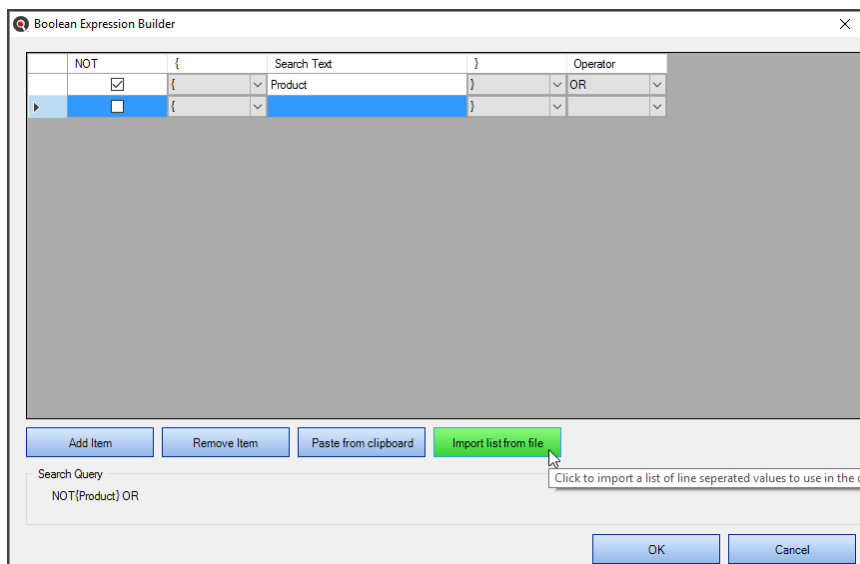 Boolean Expression Builder
NOT { Search Text } Operator
{ Product } OR
{ }
Add Item Remove Item Paste from clipboard Import list from file
Click to import a list of line seperated values to use in the
Search Query
NOT{Product} OR
OK Cancel